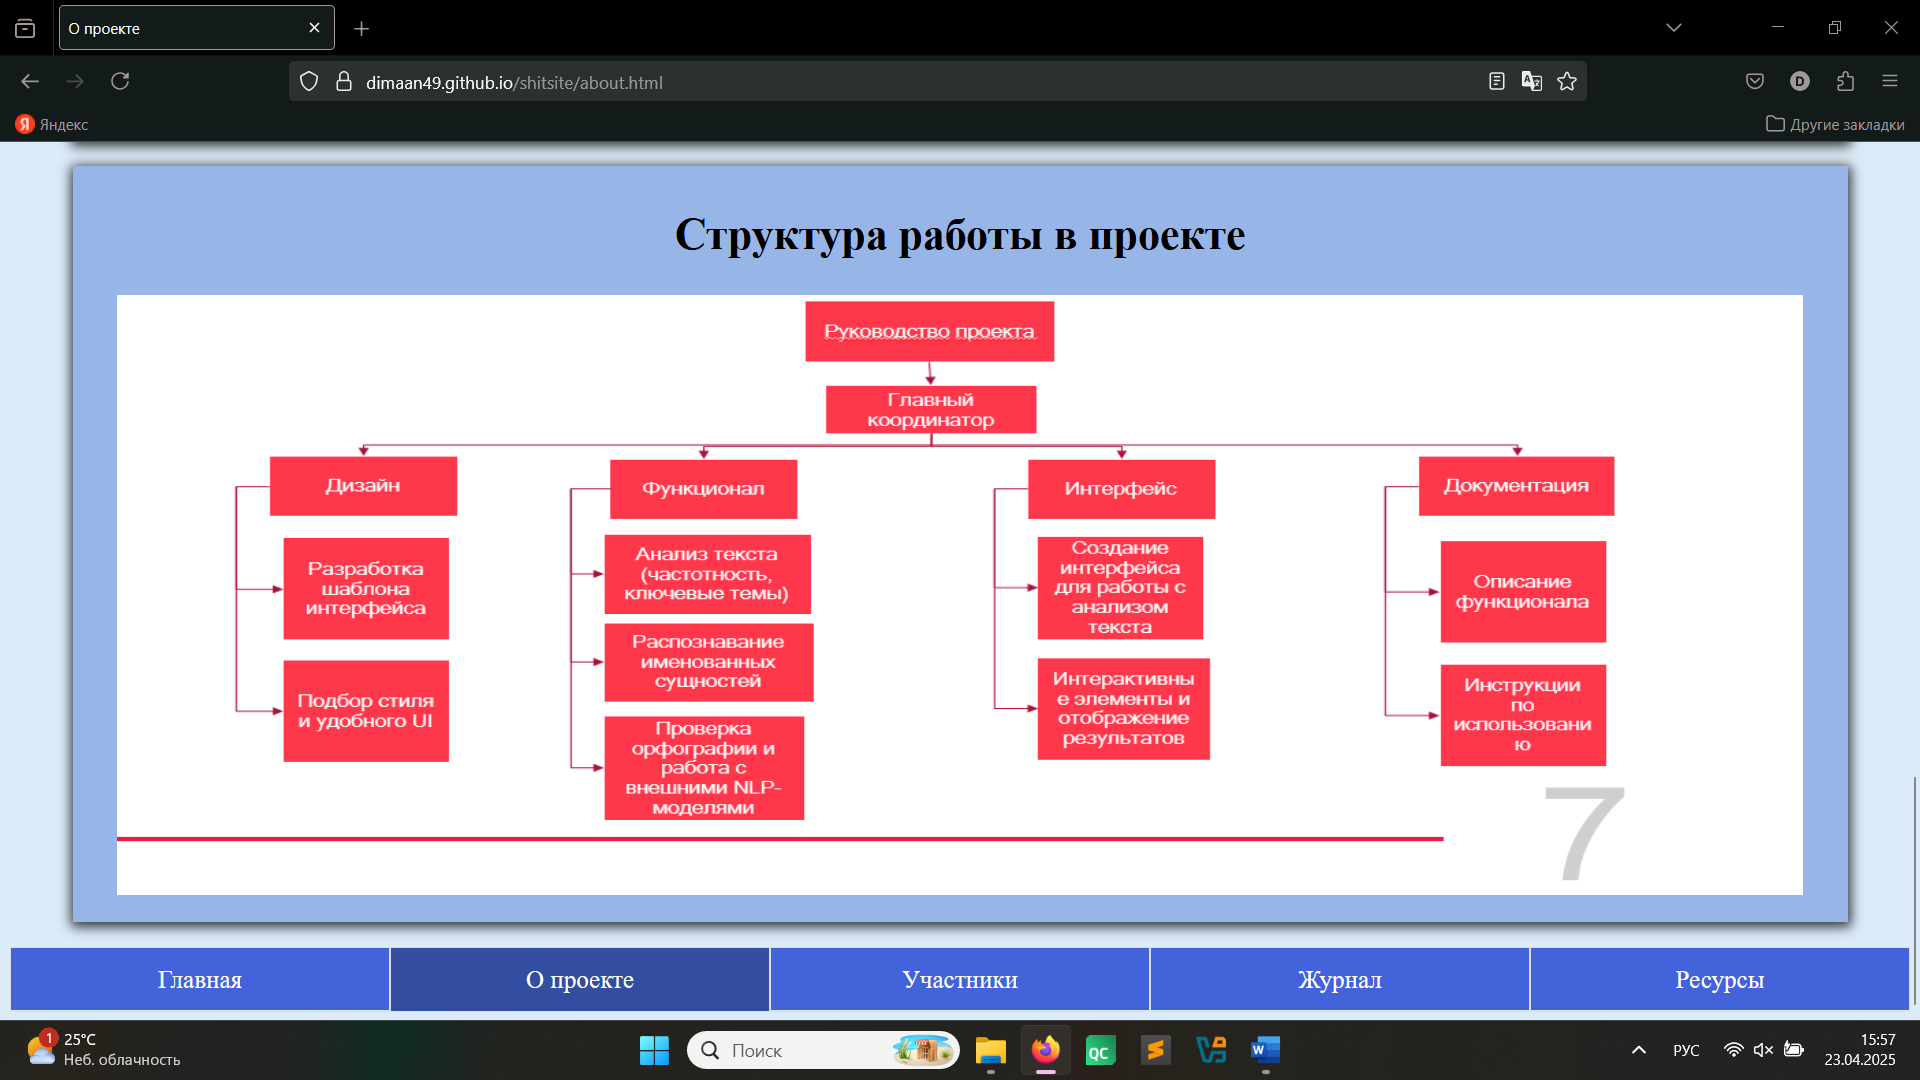 О проекте
dimaan49.github.io/shitsite/about.html
D
Я Яндекс
Другие закладки
Структура работы в проекте
Руководство проекта
Главный
координатор
Дизайн
Функционал
Интерфейс
Документация
Разработка
шаблона
интерфейса
Подбор стиля
и удобного UI
Анализ текста
(частотность,
ключевые темы)
Распознавание
именованных
сущностей
Проверка
орфографии и
работа с
внешними NLP-
моделями
Создание
интерфейса
для работы с
анализом
текста
Интерактивны
е элементы и
отображение
результатов
Описание
функционала
Инструкции
по
использовани
ю
7
Главная
О проекте
Участники
Журнал
Ресурсы
1
25°C
Неб. облачность
Поиск
QC
W
РУС
15:57
23.04.2025